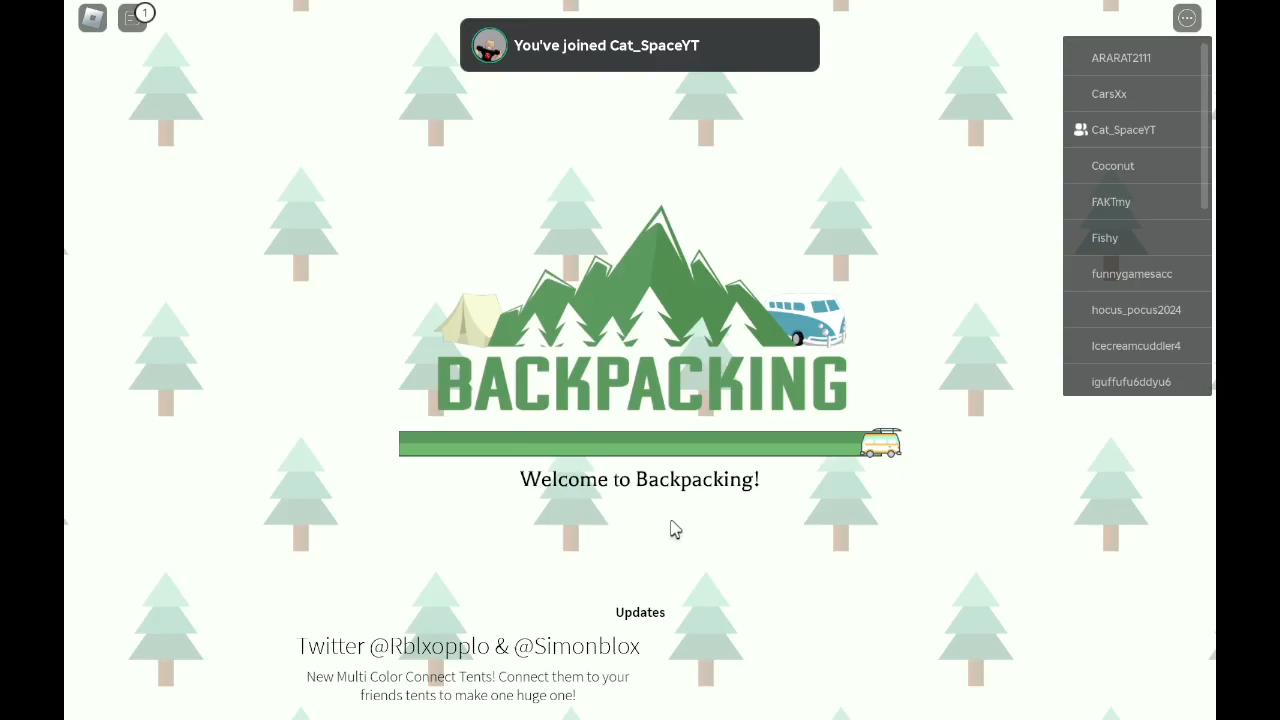 1
You've joined Cat_SpaceYT
ARARAT2111
CarsXx
Cat_SpaceYT
Coconut
FAKTmy
Fishy
funnygamesacc
hocus_pocus2024
Icecreamcuddler4
iguffufu6ddyu6
BACKPACKING
Welcome to Backpacking!
Updates
Twitter @Rblxopplo & @Simonblox
New Multi Color Connect Tents! Connect them to your
friends tents to make one huge one!